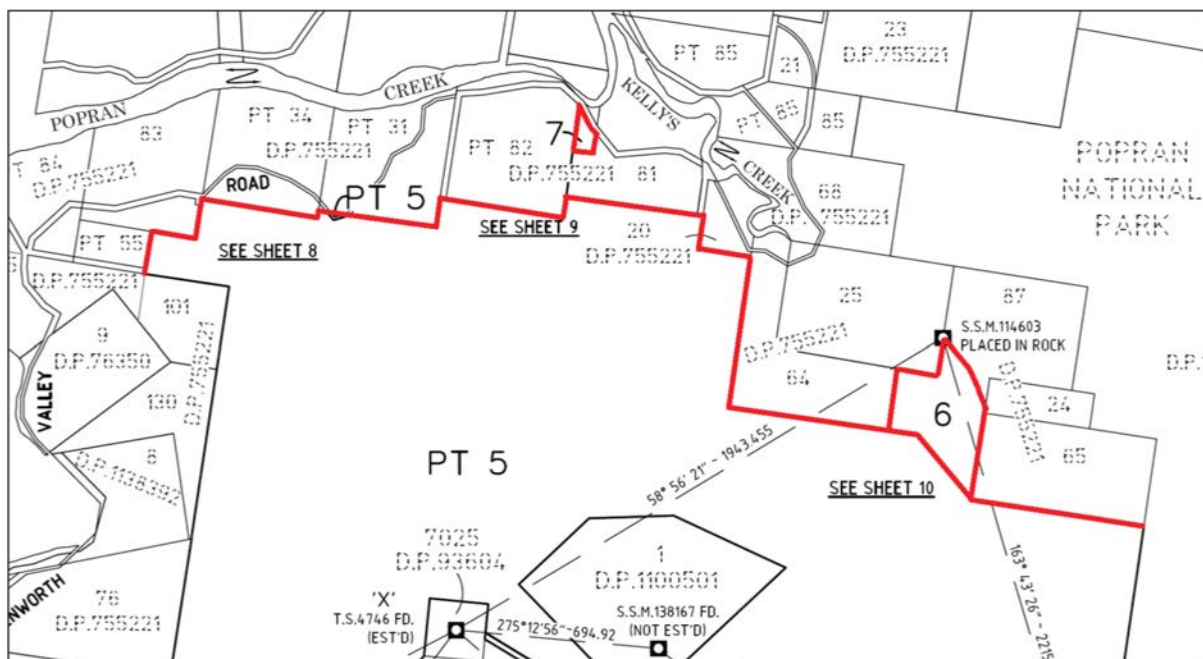 23
D.P.755221
PT 85
21
PT 85
85
POPRAN
CREEK
KELLY'S
CREEK
83
PT 34
PT 31
D.P.755221
7
PT 82
D.P.755221
81
POPRAN
NATIONAL
PARK
T 84
D.P.755221
ROAD
PT 5
68
D.P. 755221
PT 55
SEE SHEET 8
SEE SHEET 9
20
D.P.755221
D.P.755221
101
25
87
S.S.M.114603
PLACED IN ROCK
9
D.P.76350
D.P.755221
D.P.755221
64
D.P.755221
VALLEY
130
6
24
8
D.P.1138392
PT 5
58° 56' 21" ~ 1943.455
65
SEE SHEET 10
7025
D.P.93604
1
D.P.1100501
163° 43' 26" ~ 2215
76
D.P.755221
'X'
T.S.4746 FD.
(EST'D)
275°12'56"~694.92
S.S.M.138167 FD.
(NOT EST'D)